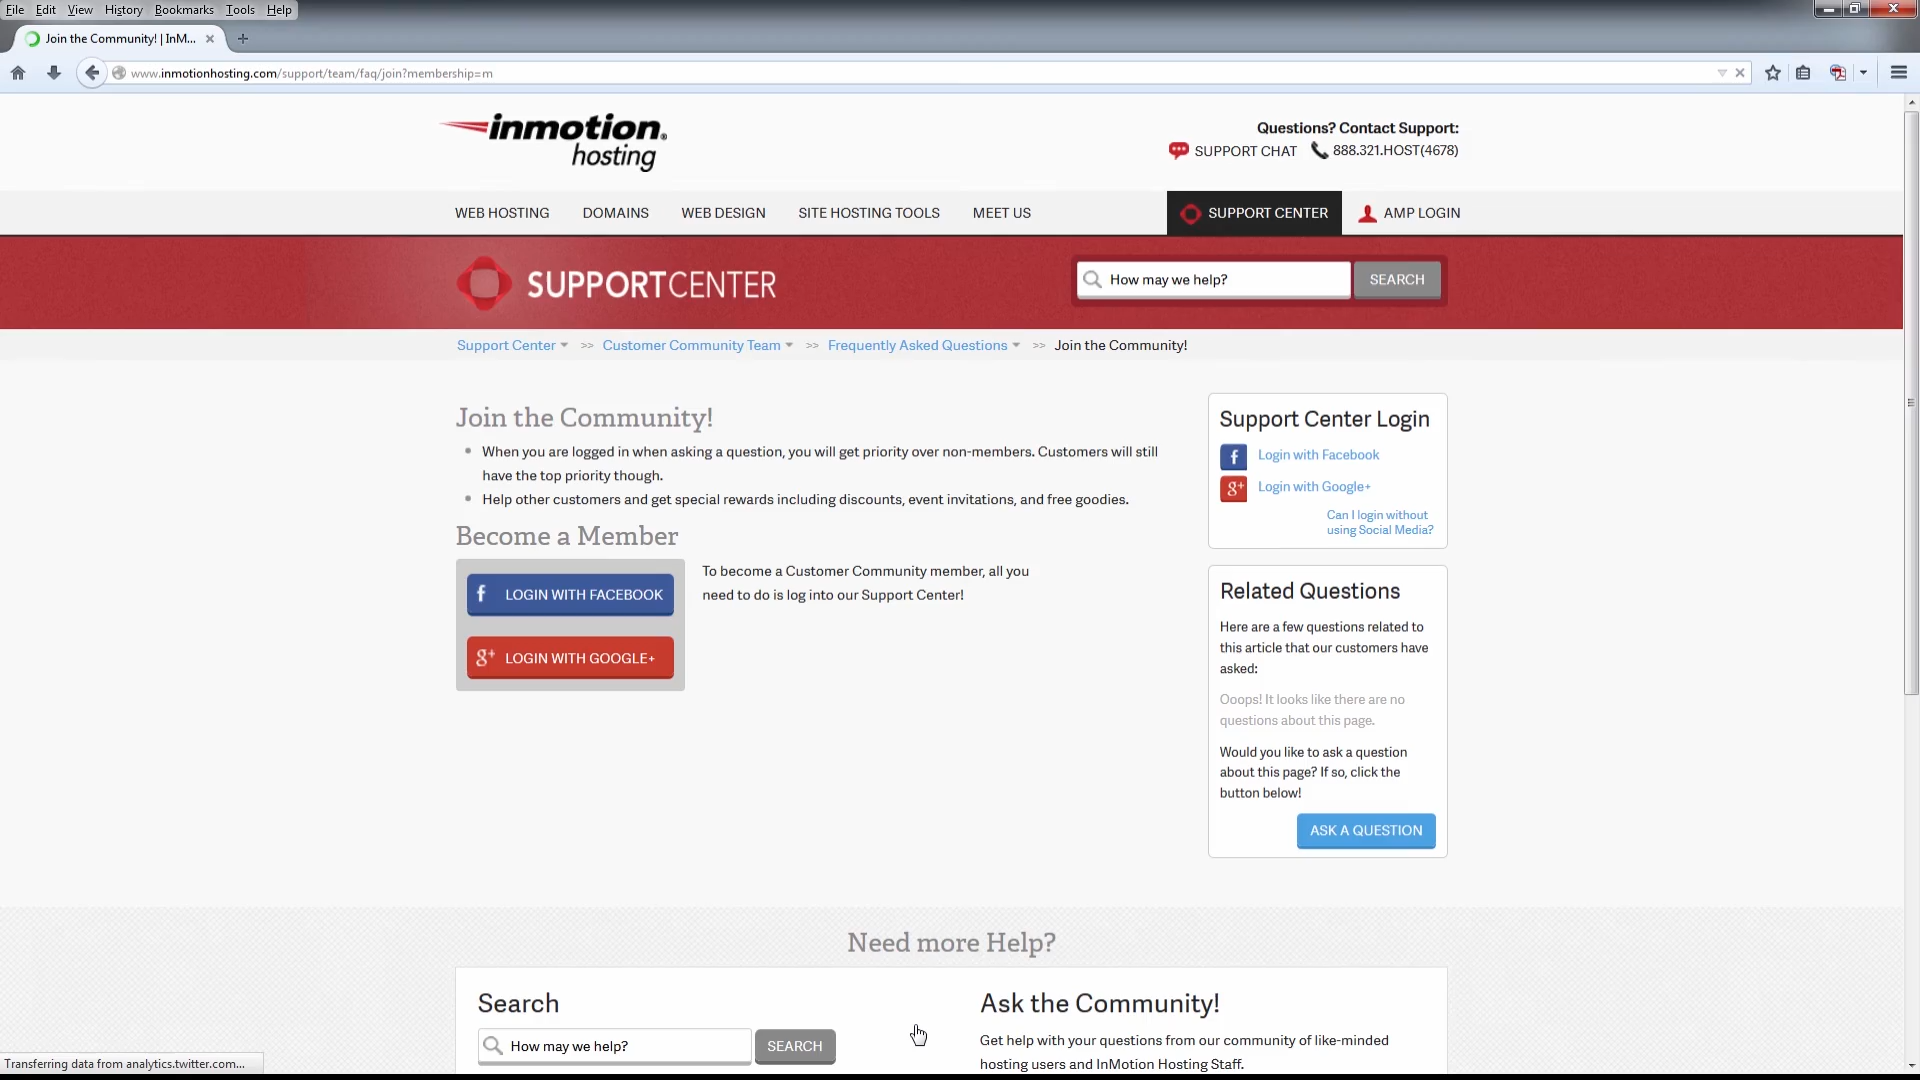 File Edit View History Bookmarks Tools Help
Join the Community! | InM...
www.inmotionhosting.com/support/team/faq/join?membership=m
inmotion®
hosting
Questions? Contact Support:
SUPPORT CHAT 888.321.HOST(4678)
WEB HOSTING DOMAINS WEB DESIGN SITE HOSTING TOOLS MEET US SUPPORT CENTER AMP LOGIN
SUPPORTCENTER How may we help? SEARCH
Support Center >> Customer Community Team >> Frequently Asked Questions >> Join the Community!
Join the Community!
When you are logged in when asking a question, you will get priority over non-members. Customers will still
have the top priority though.
Help other customers and get special rewards including discounts, event invitations, and free goodies.
Become a Member
f LOGIN WITH FACEBOOK
g+ LOGIN WITH GOOGLE+
To become a Customer Community member, all you
need to do is log into our Support Center!
Support Center Login
f Login with Facebook
g+ Login with Google+
Can I login without
using Social Media?
Related Questions
Here are a few questions related to
this article that our customers have
asked:
Ooops! It looks like there are no
questions about this page.
Would you like to ask a question
about this page? If so, click the
button below!
ASK A QUESTION
Need more Help?
Search
How may we help? SEARCH
Ask the Community!
Get help with your questions from our community of like-minded
hosting users and InMotion Hosting Staff.
Transferring data from analytics.twitter.com...